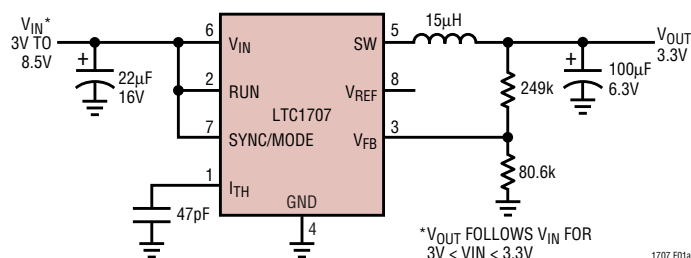 VIN*
3V TO
8.5V
+
22µF
16V
6
VIN
2
RUN
7
SYNC/MODE
1
ITH
47pF
LTC1707
GND
4
SW
5
VREF
8
VFB
3
15µH
249k
80.6k
+
100µF
6.3V
VOUT
3.3V
*VOUT FOLLOWS VIN FOR
3V < VIN < 3.3V
1707 F01a